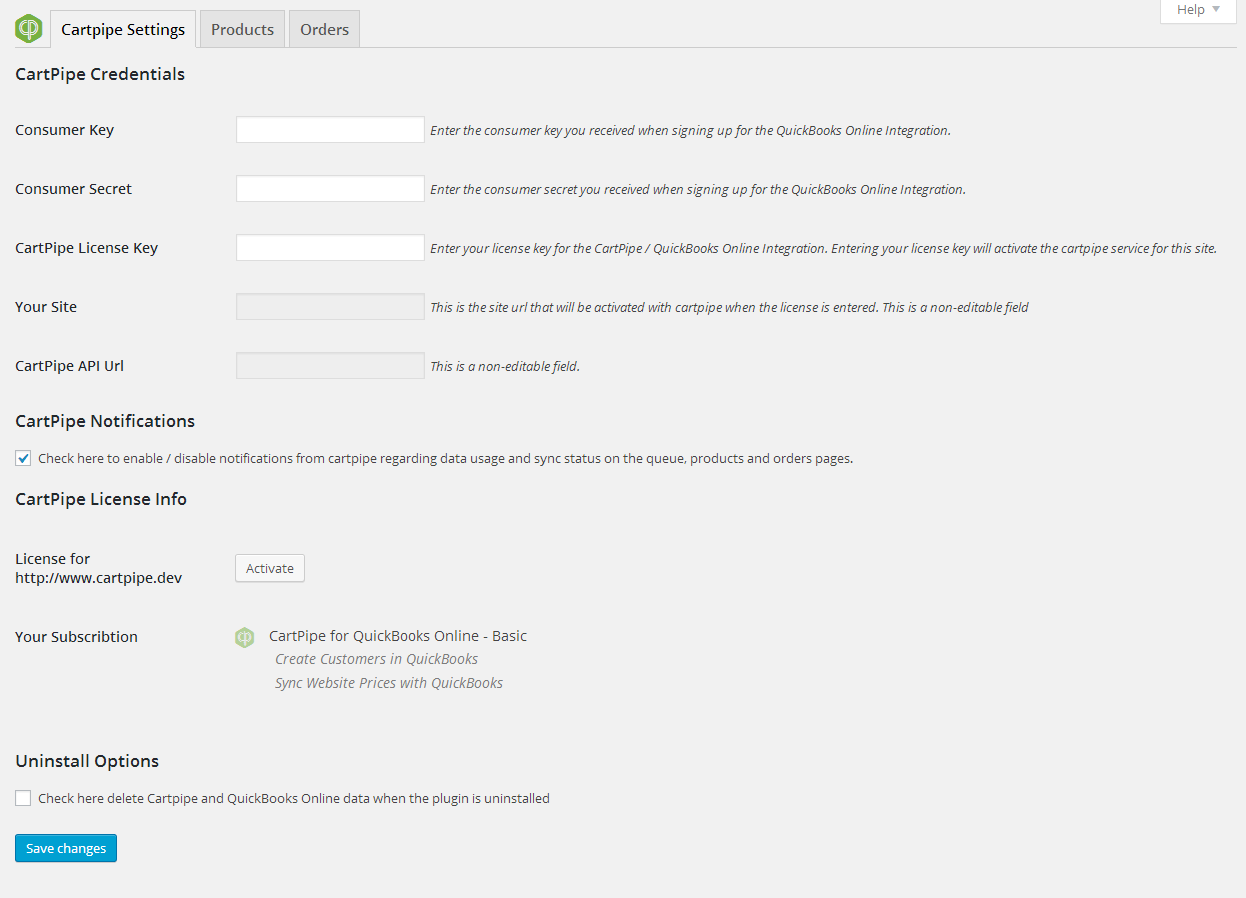 Help
Cartpipe Settings Products Orders
CartPipe Credentials
Consumer Key Enter the consumer key you received when signing up for the QuickBooks Online Integration.
Consumer Secret Enter the consumer secret you received when signing up for the QuickBooks Online Integration.
CartPipe License Key Enter your license key for the CartPipe / QuickBooks Online Integration. Entering your license key will activate the cartpipe service for this site.
Your Site This is the site url that will be activated with cartpipe when the license is entered. This is a non-editable field
CartPipe API Url This is a non-editable field.
CartPipe Notifications
Check here to enable / disable notifications from cartpipe regarding data usage and sync status on the queue, products and orders pages.
CartPipe License Info
License for
http://www.cartpipe.dev
Activate
Your Subscribtion CartPipe for QuickBooks Online - Basic
Create Customers in QuickBooks
Sync Website Prices with QuickBooks
Uninstall Options
Check here delete Cartpipe and QuickBooks Online data when the plugin is uninstalled
Save changes